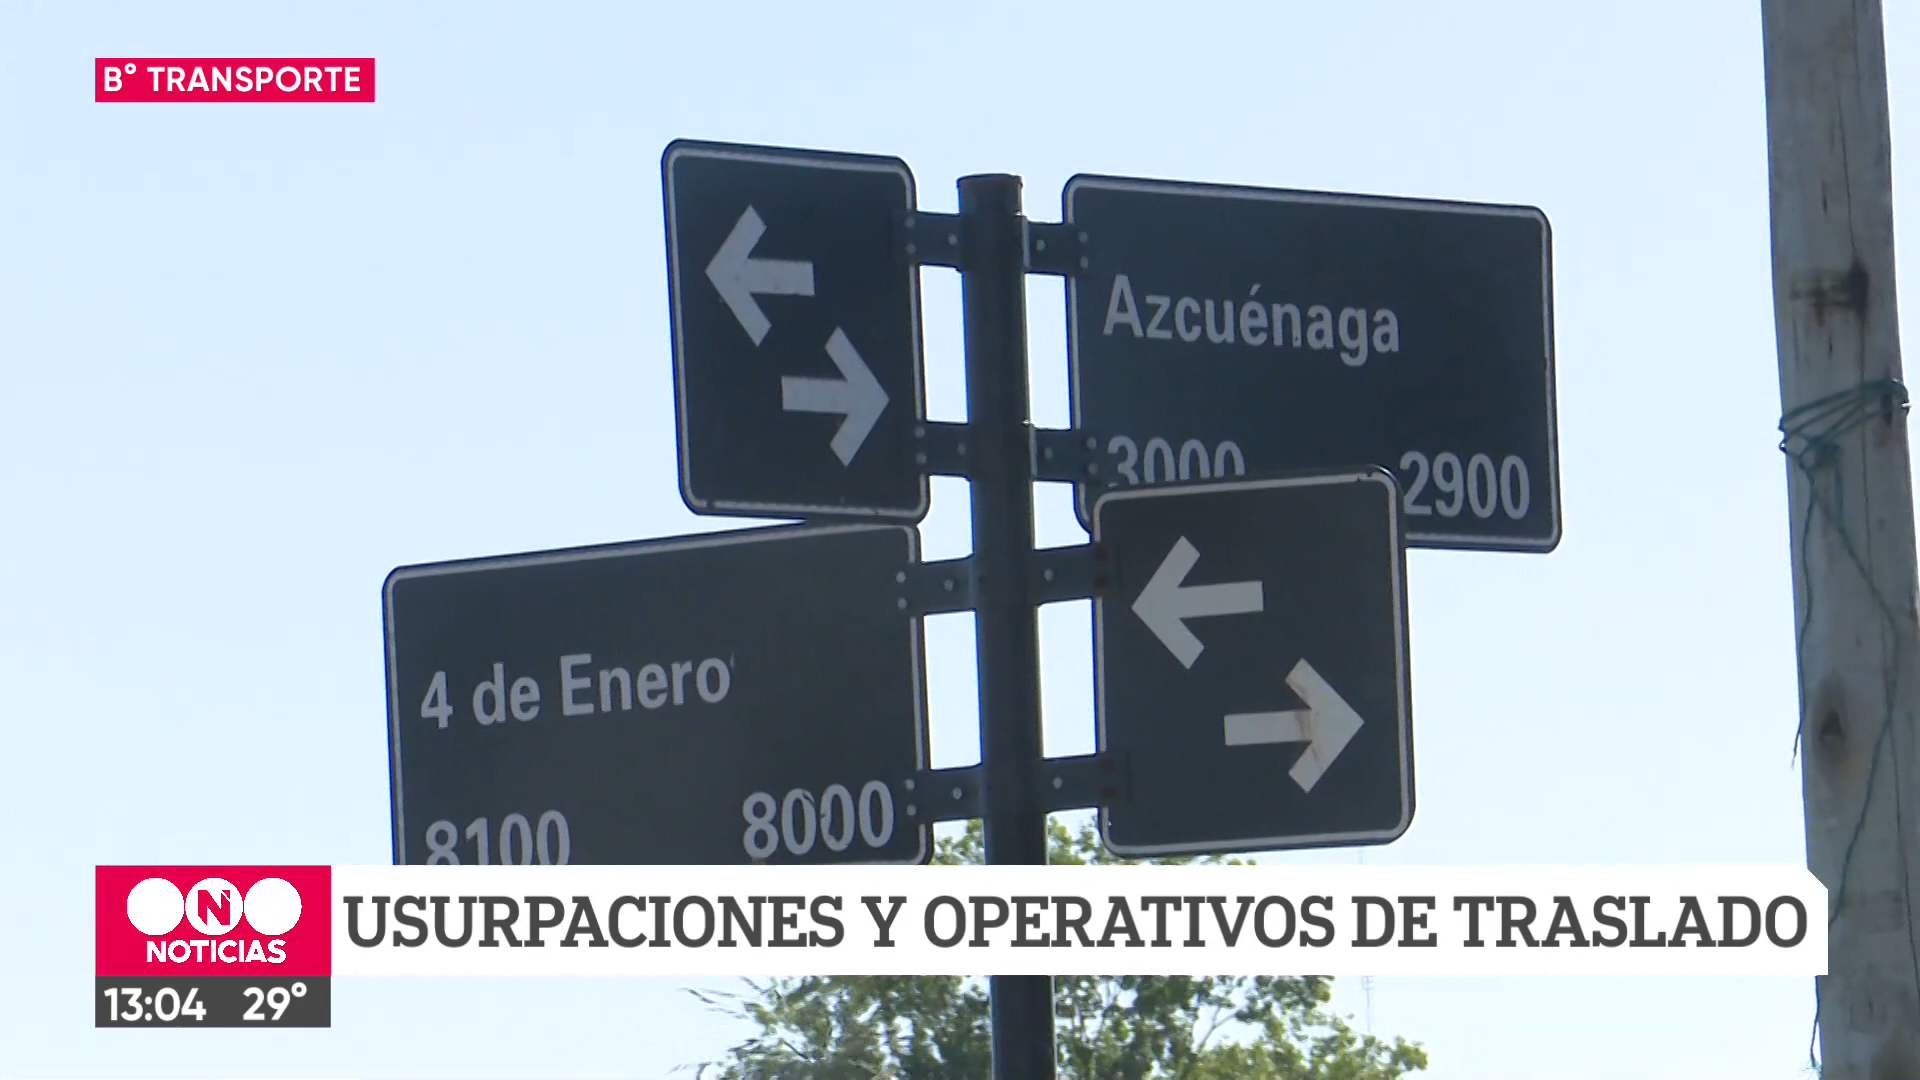 B° TRANSPORTE
Azcuénaga
3000 2900
4 de Enero
8100 8000
N
NOTICIAS
USURPACIONES Y OPERATIVOS DE TRASLADO
13:04 29°